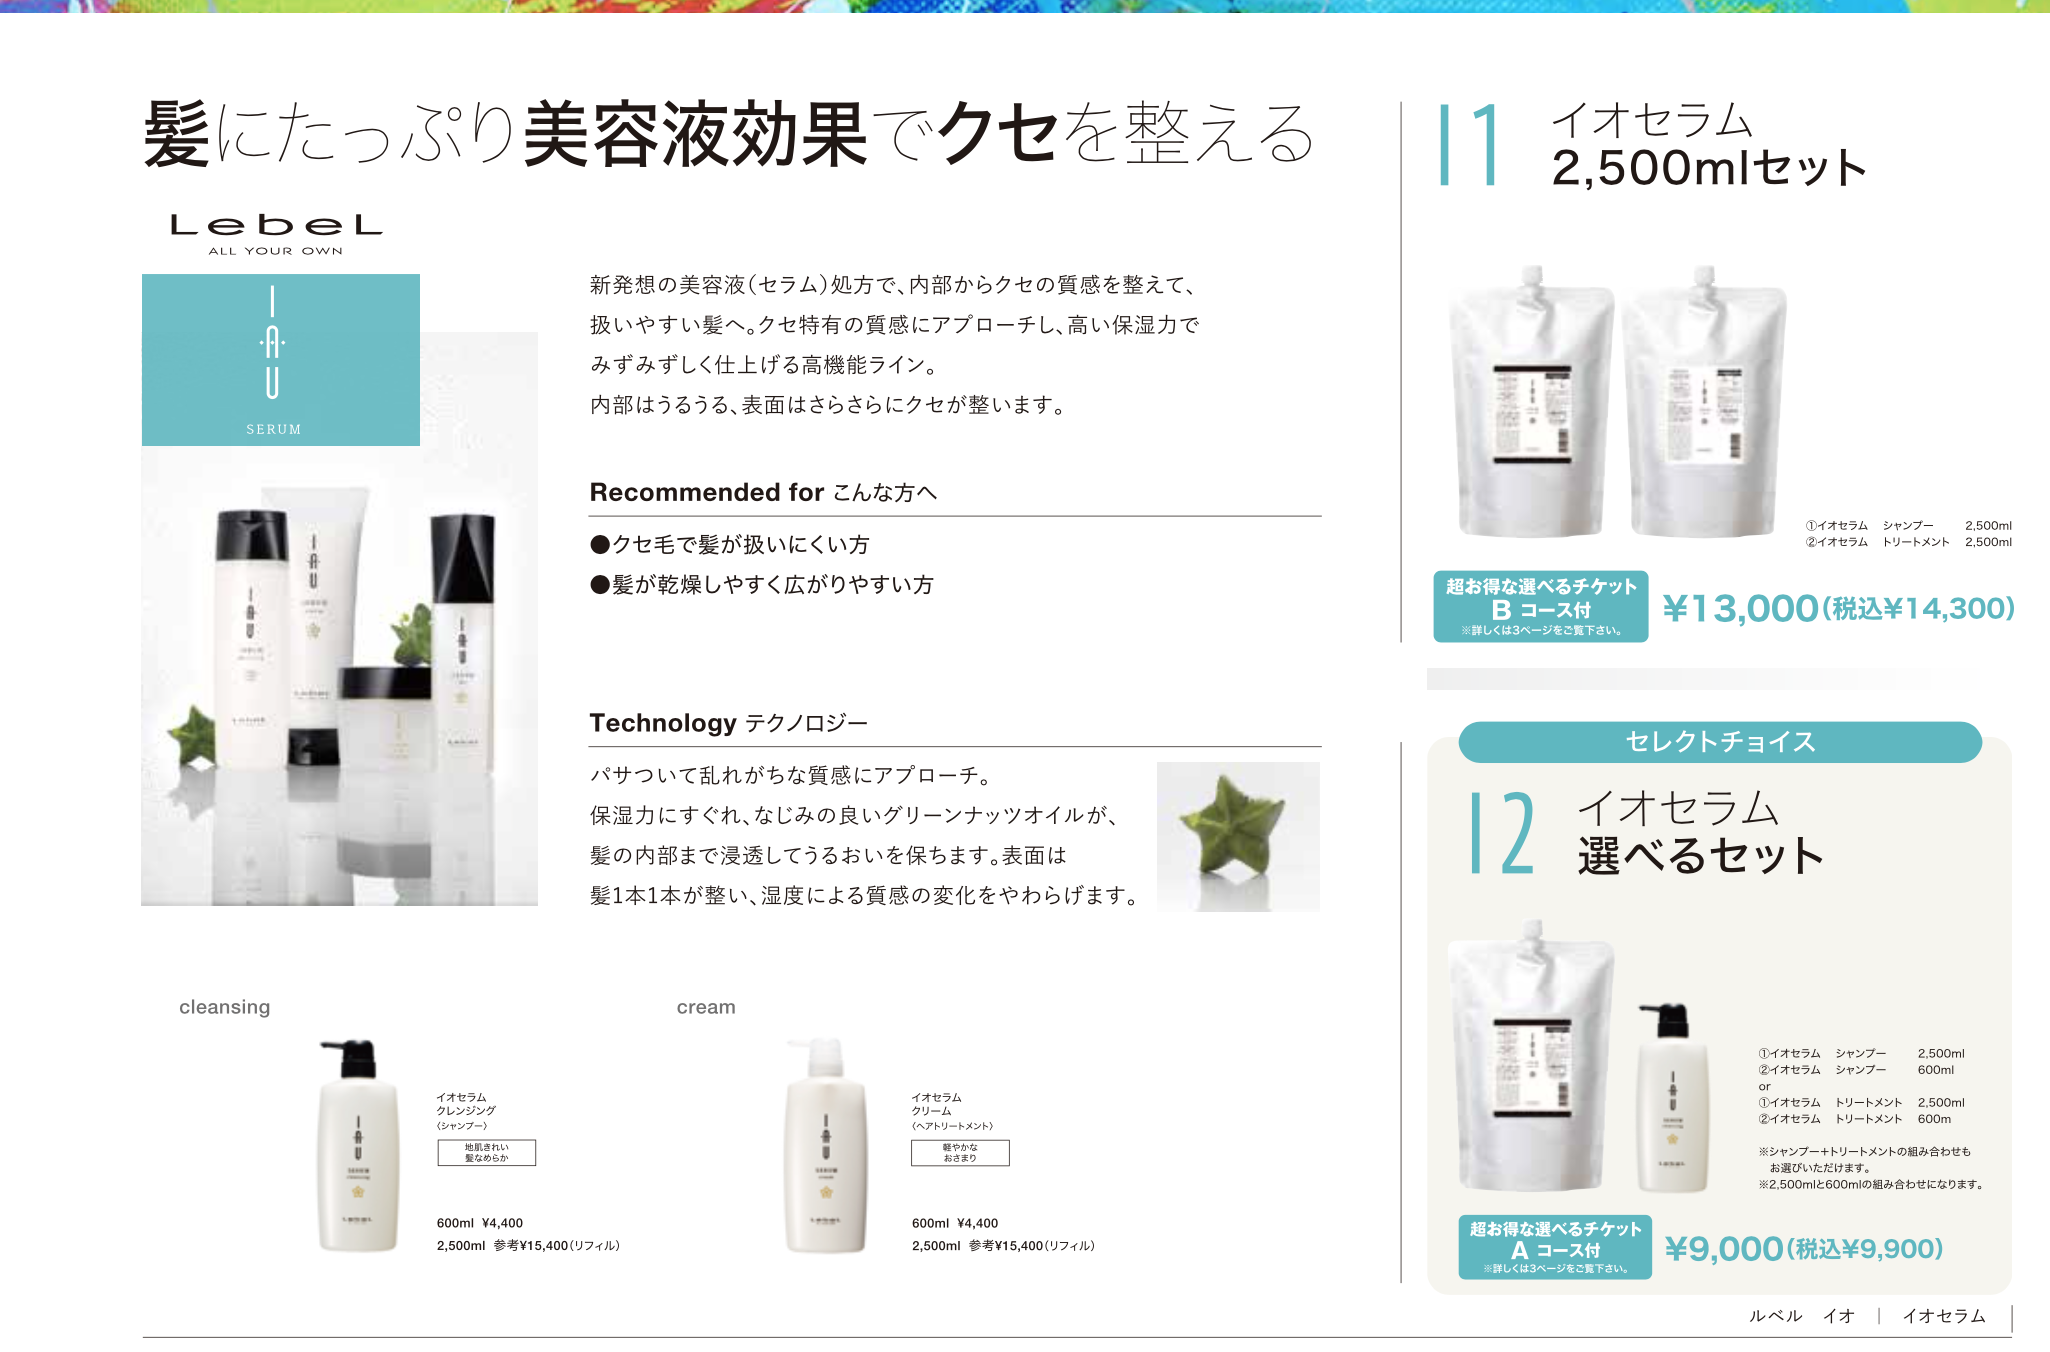 髪にたっぷり美容液効果でクセを整える
LebeL
ALL YOUR OWN
IAU
SERUM
新発想の美容液(セラム)処方で、内部からクセの質感を整えて、
扱いやすい髪へ。クセ特有の質感にアプローチし、高い保湿力で
みずみずしく仕上げる高機能ライン。
内部はうるうる、表面はさらさらにクセが整います。
Recommended for こんな方へ
●クセ毛で髪が扱いにくい方
●髪が乾燥しやすく広がりやすい方
Technology テクノロジー
パサついて乱れがちな質感にアプローチ。
保湿力にすぐれ、なじみの良いグリーンナッツオイルが、
髪の内部まで浸透してうるおいを保ちます。表面は
髪1本1本が整い、湿度による質感の変化をやわらげます。
cleansing
イオセラム
クレンジング
〈シャンプー〉
地肌きれい
髪なめらか
600ml ¥4,400
2,500ml 参考¥15,400(リフィル)
cream
イオセラム
クリーム
〈ヘアトリートメント〉
軽やかな
おさまり
600ml ¥4,400
2,500ml 参考¥15,400(リフィル)
11 イオセラム
2,500mlセット
①イオセラム シャンプー 2,500ml
②イオセラム トリートメント 2,500ml
超お得な選べるチケット
B コース付
※詳しくは3ページをご覧下さい。
¥13,000(税込¥14,300)
セレクトチョイス
12 イオセラム
選べるセット
①イオセラム シャンプー 2,500ml
②イオセラム シャンプー 600ml
or
①イオセラム トリートメント 2,500ml
②イオセラム トリートメント 600m
※シャンプー+トリートメントの組み合わせも
お選びいただけます。
※2,500mlと600mlの組み合わせになります。
超お得な選べるチケット
A コース付
※詳しくは3ページをご覧下さい。
¥9,000(税込¥9,900)
ルベル イオ | イオセラム